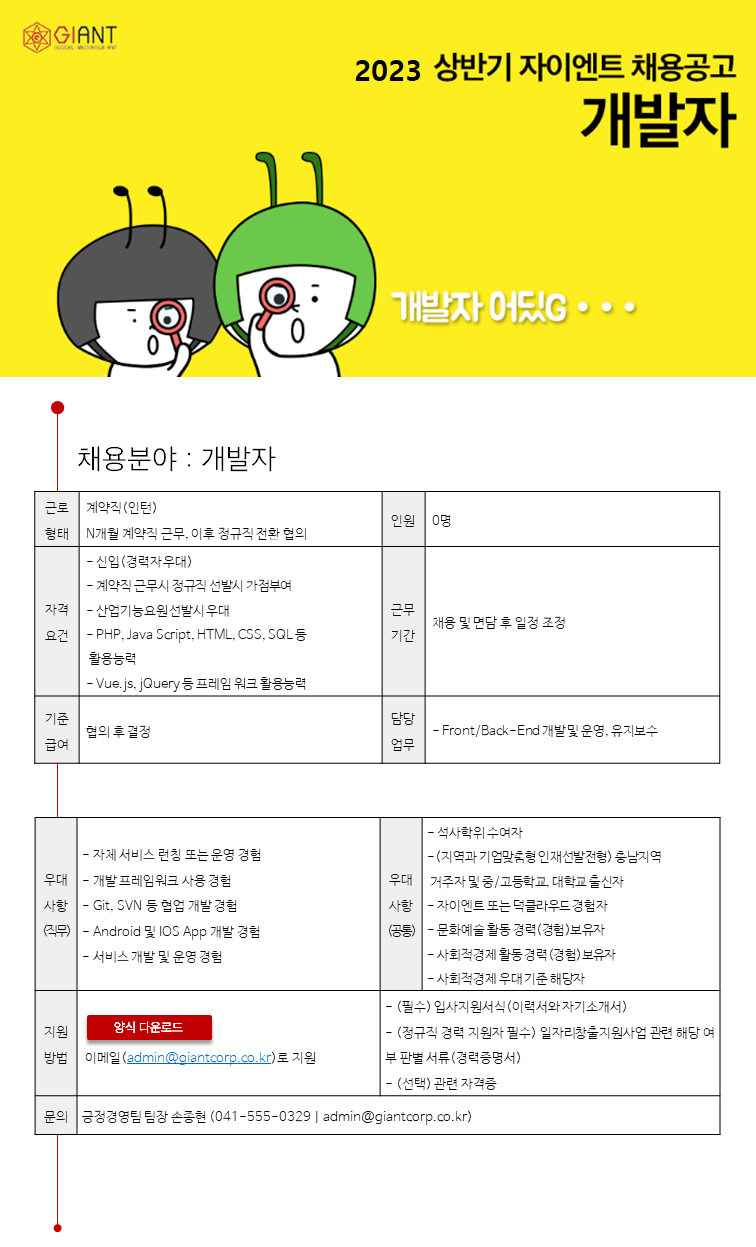 GIANT
2023 상반기 자이엔트 채용공고
개발자
개발자 어딨G · · ·
채용분야 : 개발자
근로
형태
계약직(인턴)
N개월 계약직 근무, 이후 정규직 전환 협의
인원
0명
자격
요건
- 신입(경력자 우대)
- 계약직 근무시 정규직 선발시 가점부여
- 산업기능요원 선발시 우대
- PHP, Java Script, HTML, CSS, SQL 등
활용능력
- Vue.js, jQuery 등 프레임 워크 활용능력
근무
기간
채용 및 면담 후 일정 조정
기준
급여
협의 후 결정
담당
업무
- Front/Back-End 개발 및 운영, 유지보수
우대
사항
(직무)
- 자체 서비스 런칭 또는 운영 경험
- 개발 프레임워크 사용 경험
- Git, SVN 등 협업 개발 경험
- Android 및 IOS App 개발 경험
- 서비스 개발 및 운영 경험
우대
사항
(공통)
- 석사학위 수여자
- (지역과 기업맞춤형 인재선발전형) 충남지역
거주자 및 중/고등학교, 대학교 출신자
- 자이엔트 또는 덕클라우드 경험자
- 문화예술 활동 경력(경험)보유자
- 사회적경제 활동 경력(경험)보유자
- 사회적경제 우대 기준 해당자
지원
방법
양식 다운로드
이메일(admin@giantcorp.co.kr)로 지원
- (필수) 입사지원서식(이력서와 자기소개서)
- (정규직 경력 지원자 필수) 일자리창출지원사업 관련 해당 여
부 판별 서류(경력증명서)
- (선택) 관련 자격증
문의
긍정경영팀 팀장 손종현 (041-555-0329 | admin@giantcorp.co.kr)